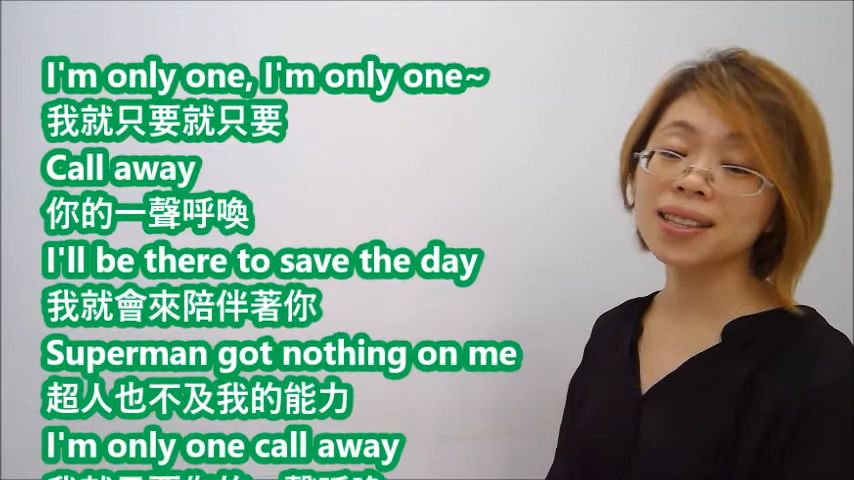 I'm only one, I'm only one~
我就只要就只要
Call away
你的一聲呼喚
I'll be there to save the day
我就會來陪伴著你
Superman got nothing on me
超人也不及我的能力
I'm only one call away